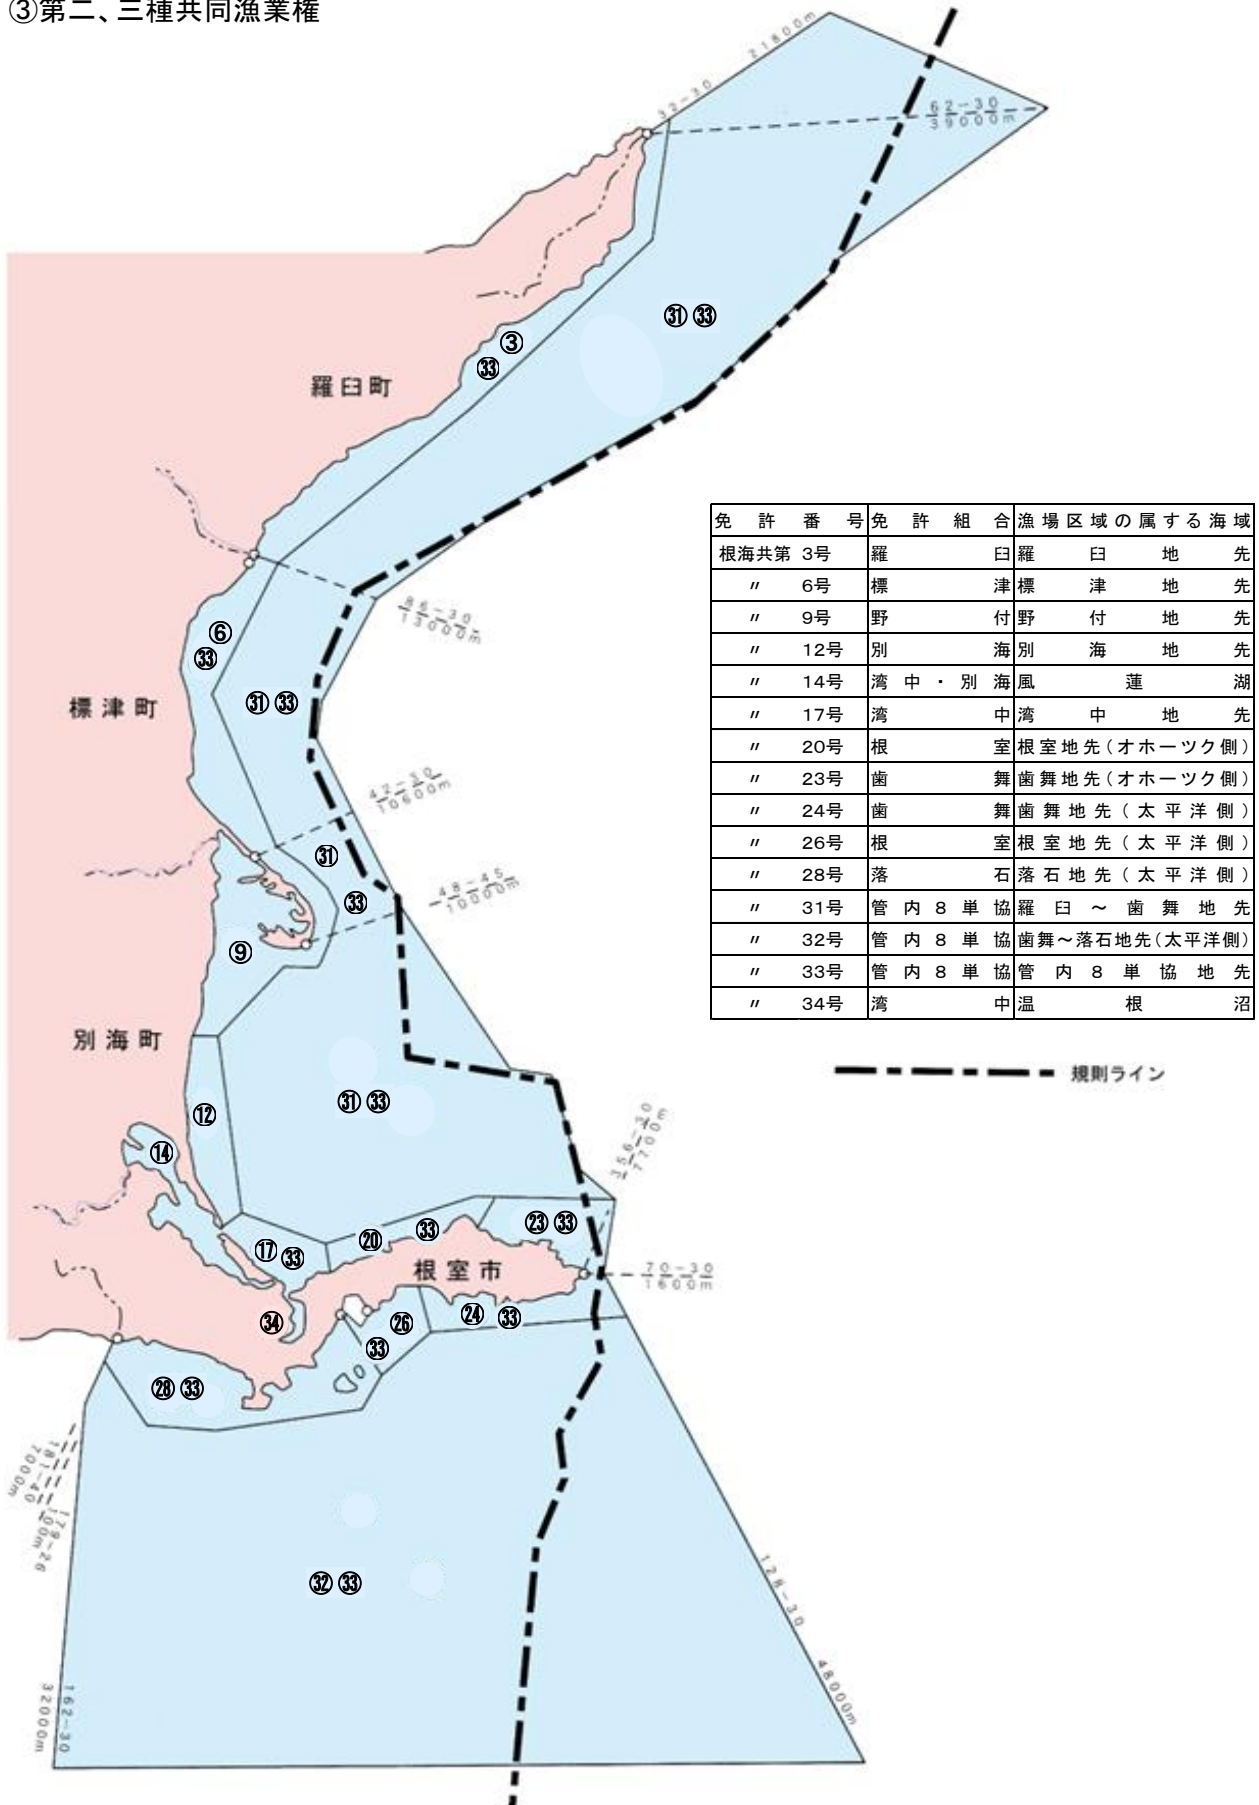 ③第二、三種共同漁業権
21800m
32-30
62-30
39000m
㉛㉝
③
㉝
羅臼町
免許番号 免許組合 漁場区域の属する海域
根海共第 3号 羅臼 羅臼地先
〃 6号 標津 標津地先
〃 9号 野付 野付地先
〃 12号 別海 別海地先
〃 14号 湾中・別海 風蓮湖
〃 17号 湾中 湾中地先
〃 20号 根室 根室地先(オホーツク側)
〃 23号 歯舞 歯舞地先(オホーツク側)
〃 24号 歯舞 歯舞地先(太平洋側)
〃 26号 根室 根室地先(太平洋側)
〃 28号 落石 落石地先(太平洋側)
〃 31号 管内8単協 羅臼~歯舞地先
〃 32号 管内8単協 歯舞~落石地先(太平洋側)
〃 33号 管内8単協 管内8単協地先
〃 34号 湾中 温根沼
86-30
13000m
⑥
㉝
㉛㉝
標津町
42-30
10600m
㉛
㉝
48-45
10000m
⑨
別海町
規則ライン
㉛㉝
⑫
⑭
356-30
7700m
㉓㉝
⑳
㉝
⑰
㉝
根室市
70-30
1600m
㉔
㉝
㉞
㉖
㉝
㉘㉝
181-40
7000m
179-26
100m
㉜㉝
128-30
48000m
162-30
32000m